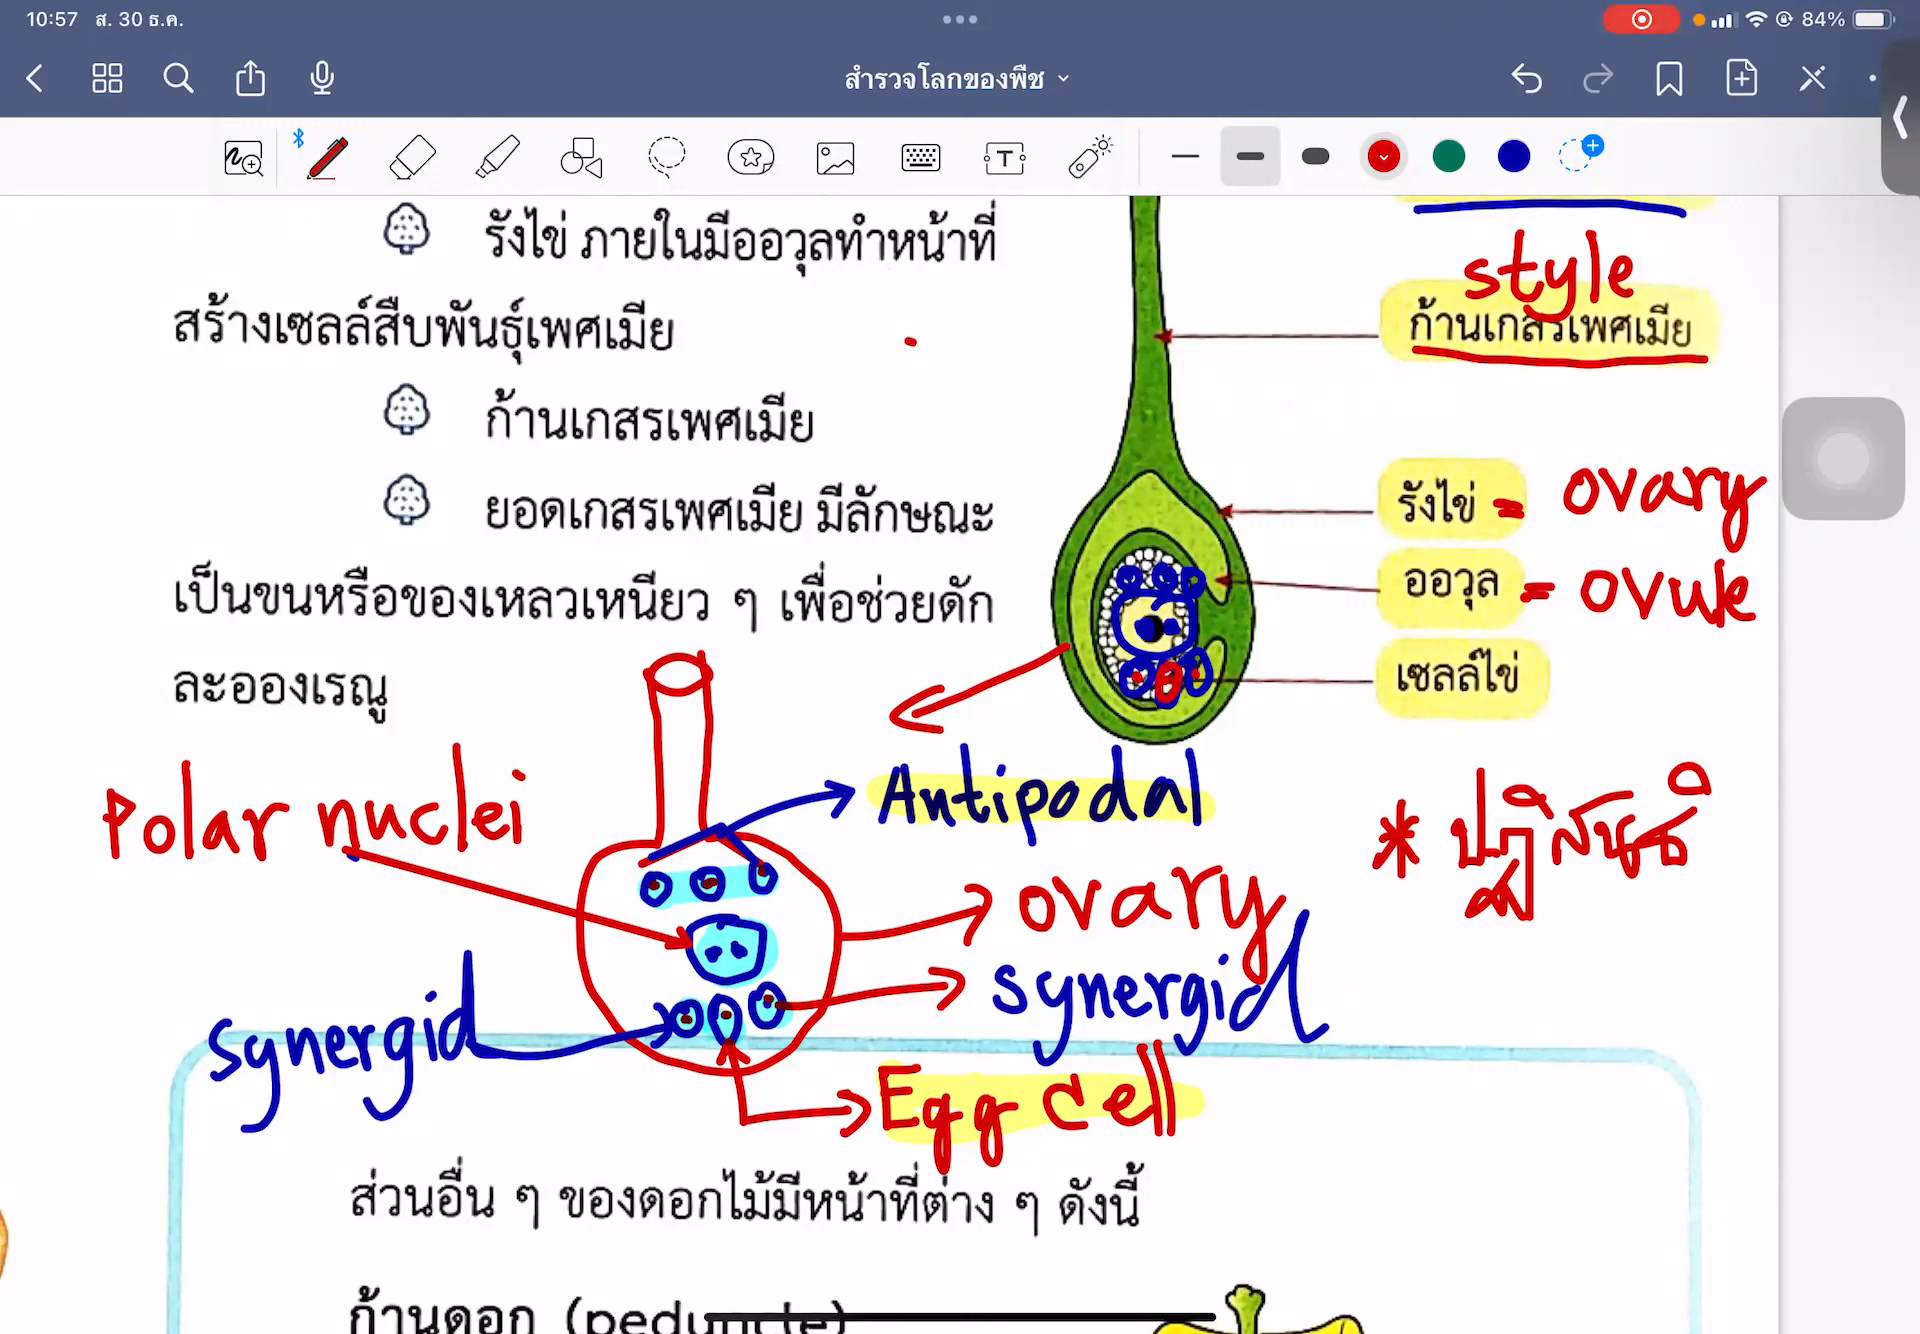 10:57 ส. 30 ธ.ค.
84%
สำรวจโลกของพืช
T
รังไข่ ภายในมีออวุลทำหน้าที่
สร้างเซลล์สืบพันธุ์เพศเมีย
ก้านเกสรเพศเมีย
ยอดเกสรเพศเมีย มีลักษณะ
เป็นขนหรือของเหลวเหนียว ๆ เพื่อช่วยดัก
ละอองเรณู
style
ก้านเกสรเพศเมีย
รังไข่ = ovary
ออวุล = ovule
เซลล์ไข่
Polar nuclei
Antipodal
ovary
synergid
synergid
Egg cell
ส่วนอื่น ๆ ของดอกไม้มีหน้าที่ต่าง ๆ ดังนี้
ก้านดอก (peduncle)